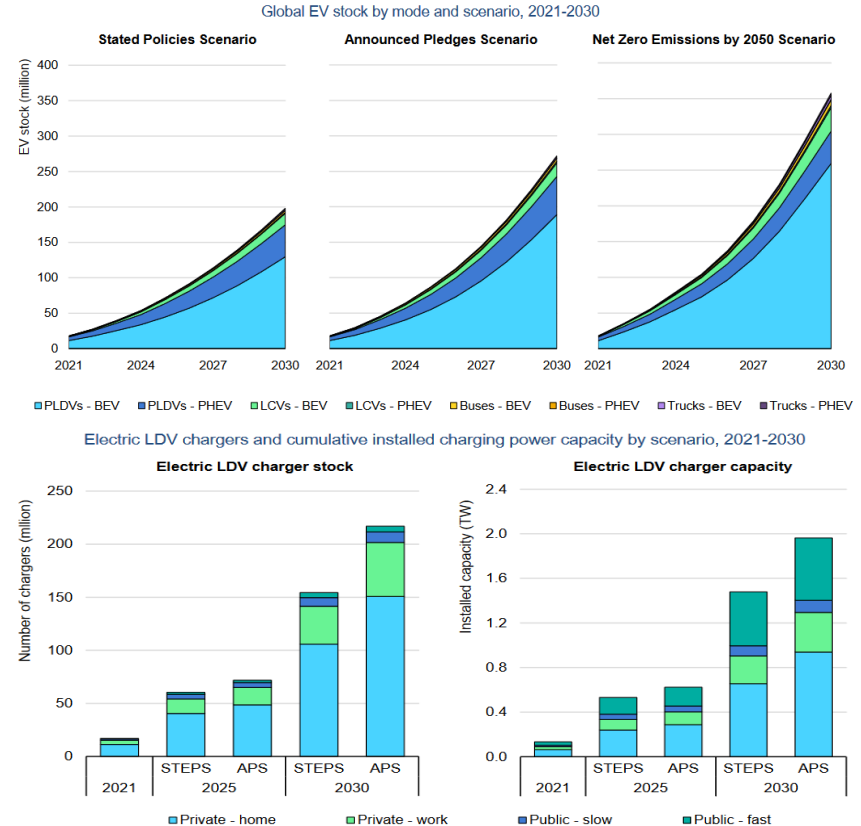 Global EV stock by mode and scenario, 2021-2030
Stated Policies Scenario
Announced Pledges Scenario
Net Zero Emissions by 2050 Scenario
EV stock (million)
400
350
300
250
200
150
100
50
0
2021 2024 2027 2030
2021 2024 2027 2030
2021 2024 2027 2030
PLDVs - BEV PLDVs - PHEV LCVs - BEV LCVs - PHEV Buses - BEV Buses - PHEV Trucks - BEV Trucks - PHEV
Electric LDV chargers and cumulative installed charging power capacity by scenario, 2021-2030
Electric LDV charger stock
Number of chargers (mllion)
250
200
150
100
50
0
STEPS APS STEPS APS
2021 2025 2030
Electric LDV charger capacity
Installed capacity (TW)
2.4
2.0
1.6
1.2
0.8
0.4
0.0
STEPS APS STEPS APS
2021 2025 2030
Private - home Private - work Public - slow Public - fast